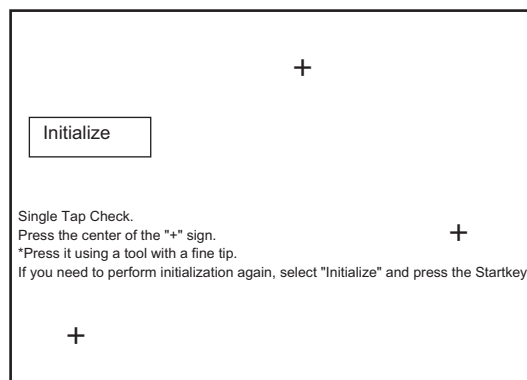 +
Initialize
Single Tap Check.
Press the center of the "+" sign.
+
*Press it using a tool with a fine tip.
If you need to perform initialization again, select "Initialize" and press the Startkey
+